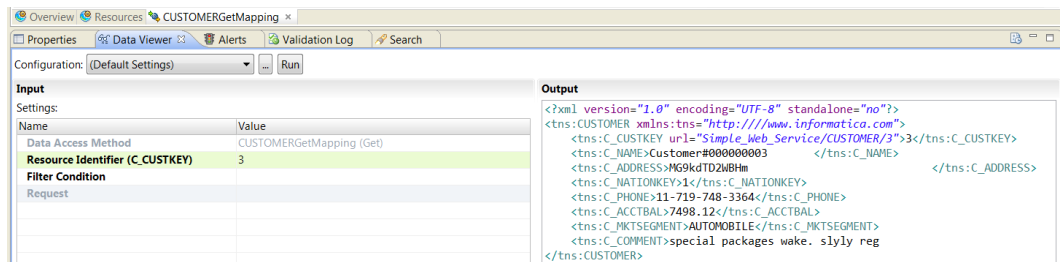 Overview Resources CUSTOMERGetMapping
Properties Data Viewer Alerts Validation Log Search
Configuration: (Default Settings) ... Run
Input
Settings:
Name Value
Data Access Method CUSTOMERGetMapping (Get)
Resource Identifier (C_CUSTKEY) 3
Filter Condition
Request
Output
<?xml version="1.0" encoding="UTF-8" standalone="no"?>
<tns:CUSTOMER xmlns:tns="http:////www.informatica.com">
<tns:C_CUSTKEY url="Simple_Web_Service/CUSTOMER/3">3</tns:C_CUSTKEY>
<tns:C_NAME>Customer#000000003 </tns:C_NAME>
<tns:C_ADDRESS>MG9kdTD2WBHm </tns:C_ADDRESS>
<tns:C_NATIONKEY>1</tns:C_NATIONKEY>
<tns:C_PHONE>11-719-748-3364</tns:C_PHONE>
<tns:C_ACCTBAL>7498.12</tns:C_ACCTBAL>
<tns:C_MKTSEGMENT>AUTOMOBILE</tns:C_MKTSEGMENT>
<tns:C_COMMENT>special packages wake. slyly reg
</tns:CUSTOMER>